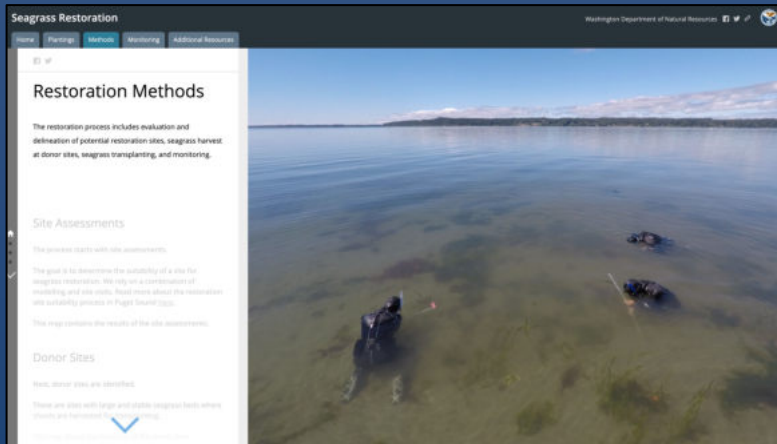 Seagrass Restoration
Washington Department of Natural Resources
Home Plantings Methods Monitoring Additional Resources
Restoration Methods
The restoration process includes evaluation and
delineation of potential restoration sites, seagrass harvest
at donor sites, seagrass transplanting, and monitoring.
Site Assessments
The process starts with site assessments.
The goal is to determine the suitability of a site for
seagrass restoration. We rely on a combination of
modeling and site visits. Read more about the restoration
site suitability process in Puget Sound here.
This map contains the results of the site assessments.
Donor Sites
Next, donor sites are identified.
These are sites with large and stable seagrass beds where
shoots are harvested for transplanting.